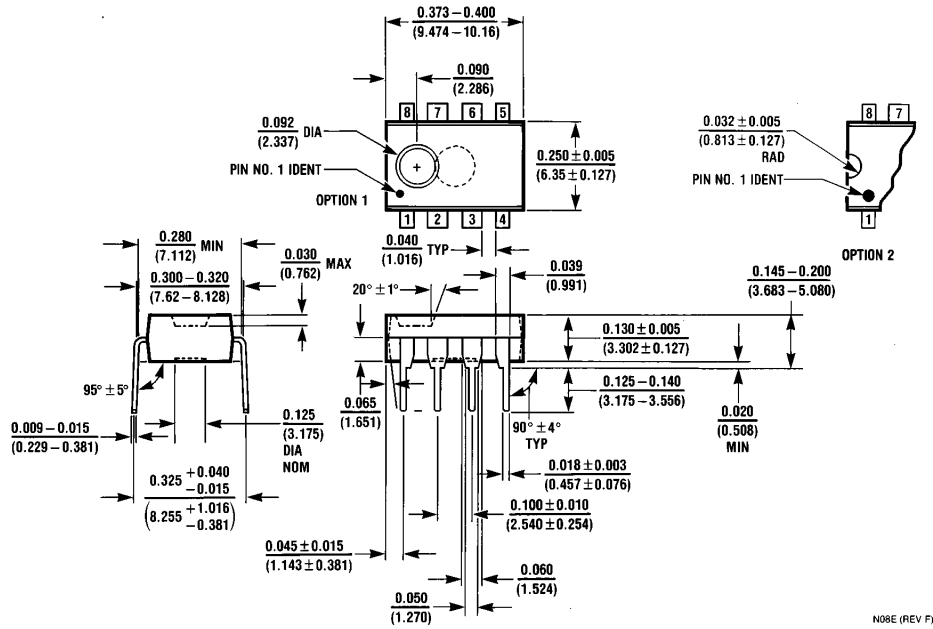 0.373 – 0.400
(9.474 – 10.16)
0.090
(2.286)
8 7 6 5
0.092 DIA
(2.337)
PIN NO. 1 IDENT
OPTION 1
1 2 3 4
0.250 ± 0.005
(6.35 ± 0.127)
8 7
0.032 ± 0.005
(0.813 ± 0.127)
RAD
PIN NO. 1 IDENT
1
OPTION 2
0.280 MIN
(7.112)
0.030 MAX
(0.762)
0.300 – 0.320
(7.62 – 8.128)
0.040 TYP
(1.016)
0.039
(0.991)
20° ± 1°
0.145 – 0.200
(3.683 – 5.080)
0.130 ± 0.005
(3.302 ± 0.127)
0.125 – 0.140
(3.175 – 3.556)
0.020
(0.508)
MIN
95° ± 5°
0.009 – 0.015
(0.229 – 0.381)
0.125
(3.175)
DIA
NOM
0.065
(1.651)
90° ± 4°
TYP
0.018 ± 0.003
(0.457 ± 0.076)
0.325 +0.040
–0.015
(8.255 +1.016
–0.381)
0.100 ± 0.010
(2.540 ± 0.254)
0.045 ± 0.015
(1.143 ± 0.381)
0.060
(1.524)
0.050
(1.270)
N08E (REV F)